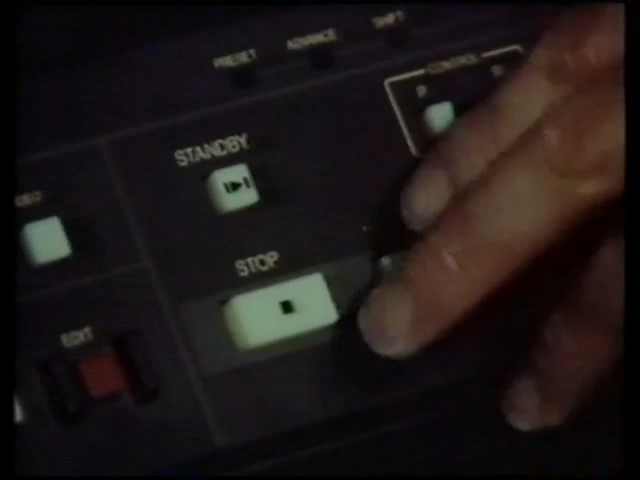 PRESET ADVANCE SHIFT
CONTROL
STANDBY
STOP
EDIT